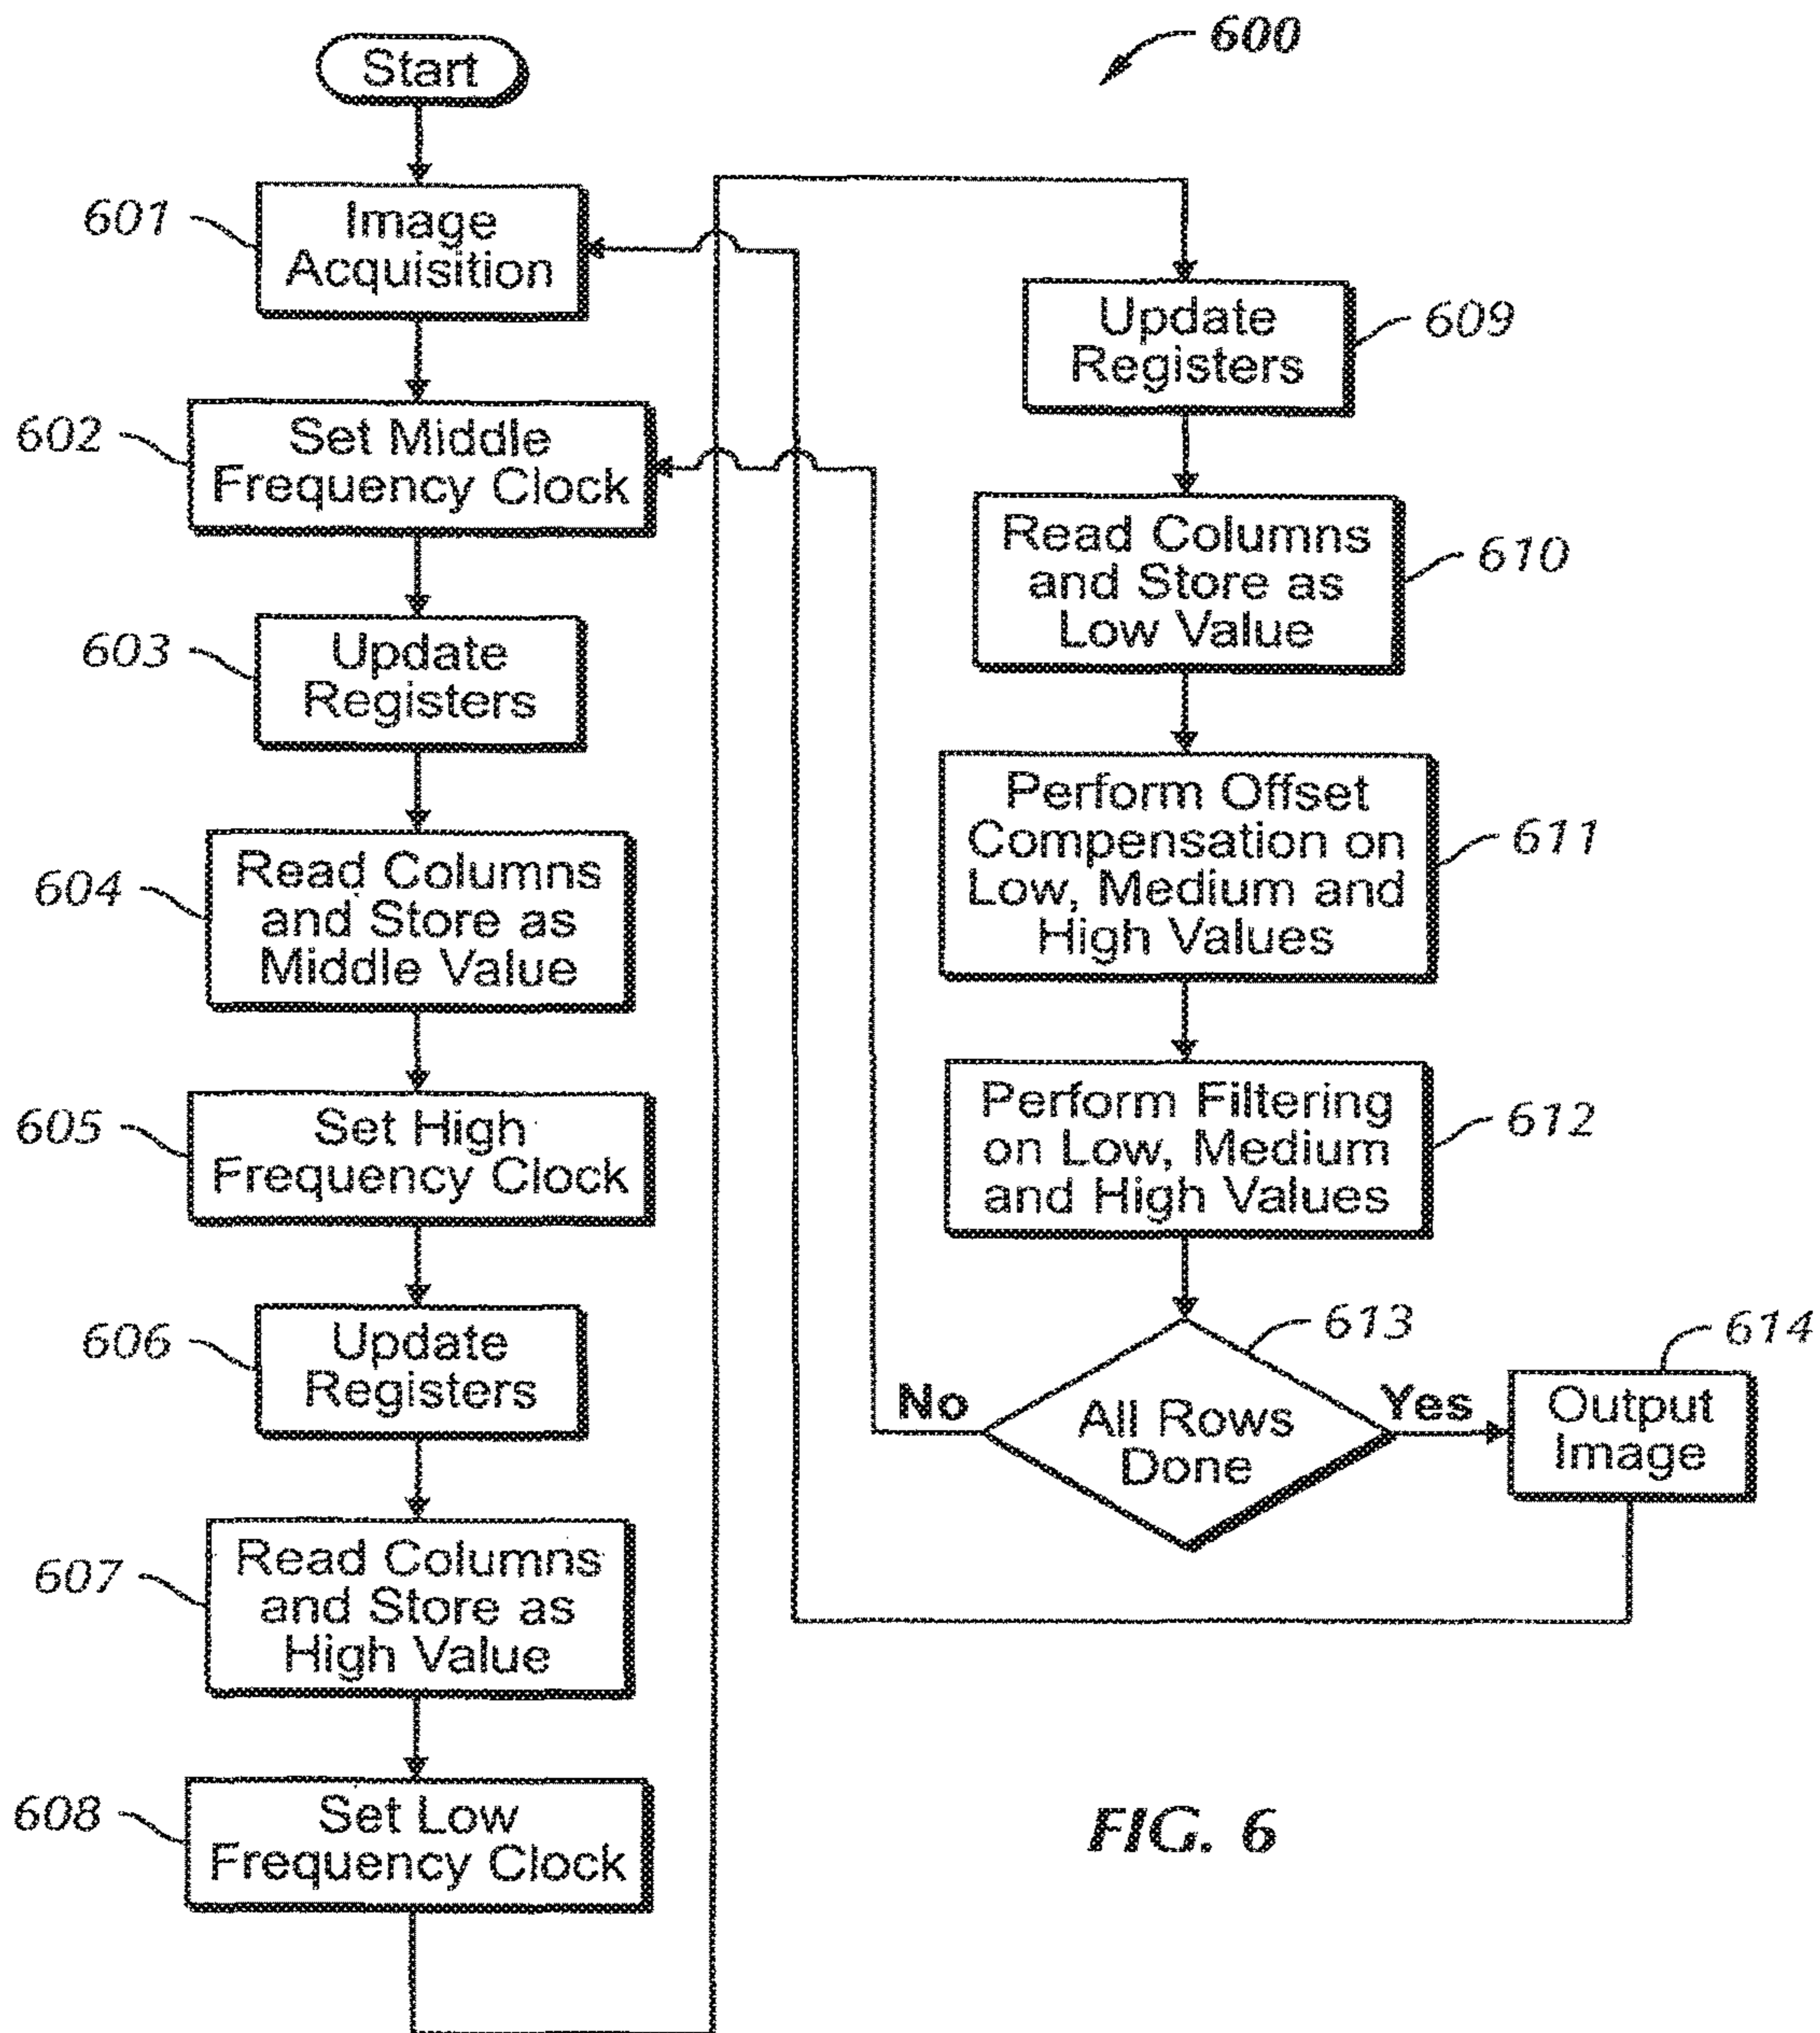 600
Start
601
Image
Acquisition
602
Set Middle
Frequency Clock
603
Update
Registers
604
Read Columns
and Store as
Middle Value
605
Set High
Frequency Clock
606
Update
Registers
607
Read Columns
and Store as
High Value
608
Set Low
Frequency Clock
Update
Registers
609
Read Columns
and Store as
Low Value
610
Perform Offset
Compensation on
Low, Medium and
High Values
611
Perform Filtering
on Low, Medium
and High Values
612
613
All Rows
Done
No
Yes
614
Output
Image
FIG. 6